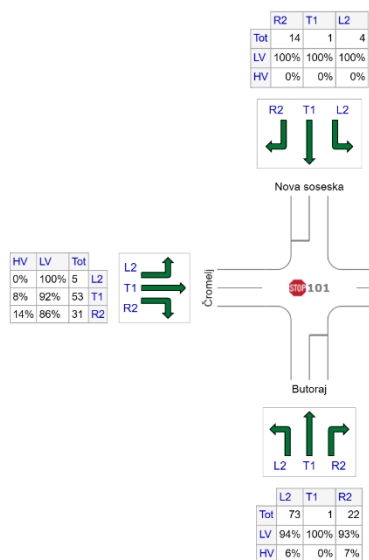 R2 T1 L2
Tot 14 1 4
LV 100% 100% 100%
HV 0% 0% 0%
R2 T1 L2
Nova soseska
HV LV Tot
0% 100% 5 L2
8% 92% 53 T1
14% 86% 31 R2
L2
T1
R2
Čromelj
STOP 101
Butoraj
L2 T1 R2
L2 T1 R2
Tot 73 1 22
LV 94% 100% 93%
HV 6% 0% 7%